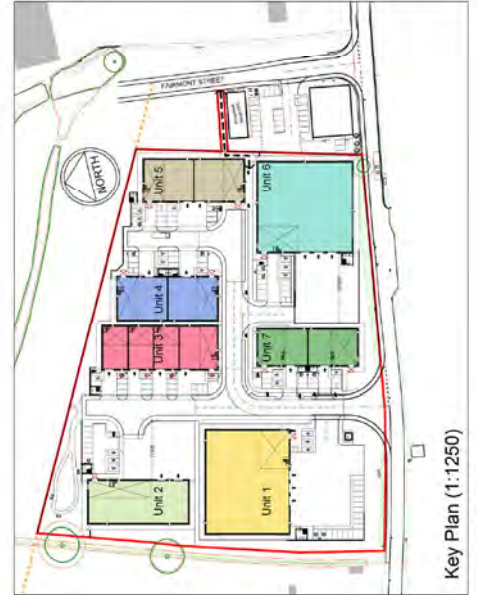 FAIRMONT STREET
NORTH
Unit 5
Unit 6
Unit 4
Unit 3
Unit 7
Unit 2
Unit 1
Key Plan (1:1250)